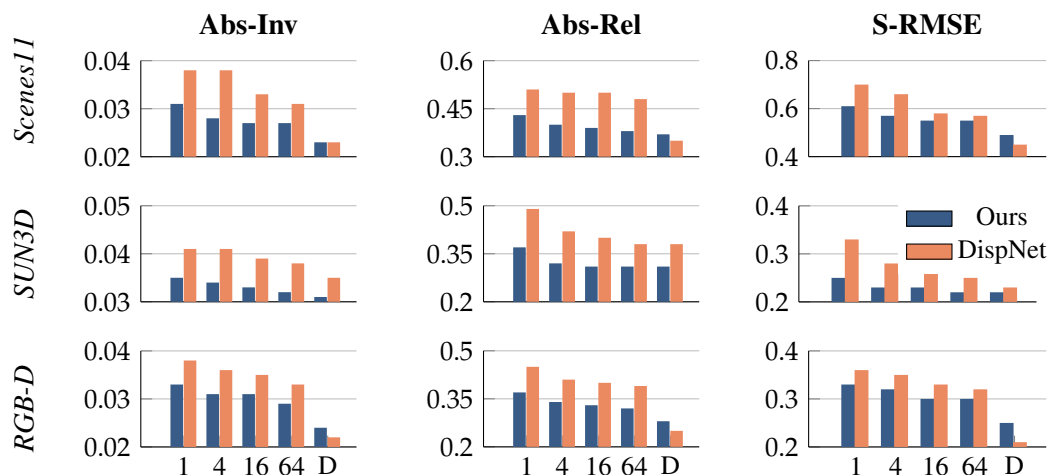 Abs-Inv Abs-Rel S-RMSE
Scenes11
0.04 0.6 0.8
0.03 0.45 0.6
0.02 0.3 0.4
SUN3D
0.05 0.5 0.4
Ours
0.04 0.35 0.3
DispNet
0.03 0.2 0.2
RGB-D
0.04 0.5 0.4
0.03 0.35 0.3
0.02 0.2 0.2
1 4 16 64 D 1 4 16 64 D 1 4 16 64 D